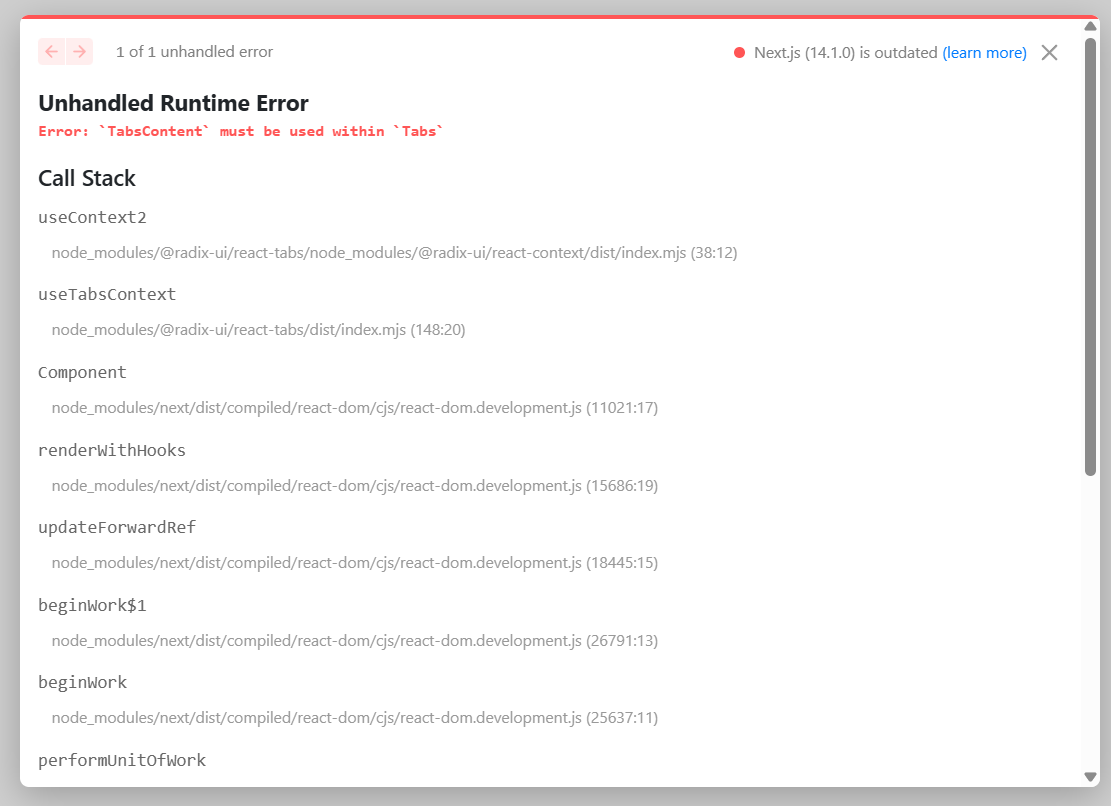 1 of 1 unhandled error
Next.js (14.1.0) is outdated (learn more)
Unhandled Runtime Error
Error: `TabsContent` must be used within `Tabs`
Call Stack
useContext2
node_modules/@radix-ui/react-tabs/node_modules/@radix-ui/react-context/dist/index.mjs (38:12)
useTabsContext
node_modules/@radix-ui/react-tabs/dist/index.mjs (148:20)
Component
node_modules/next/dist/compiled/react-dom/cjs/react-dom.development.js (11021:17)
renderWithHooks
node_modules/next/dist/compiled/react-dom/cjs/react-dom.development.js (15686:19)
updateForwardRef
node_modules/next/dist/compiled/react-dom/cjs/react-dom.development.js (18445:15)
beginWork$1
node_modules/next/dist/compiled/react-dom/cjs/react-dom.development.js (26791:13)
beginWork
node_modules/next/dist/compiled/react-dom/cjs/react-dom.development.js (25637:11)
performUnitOfWork